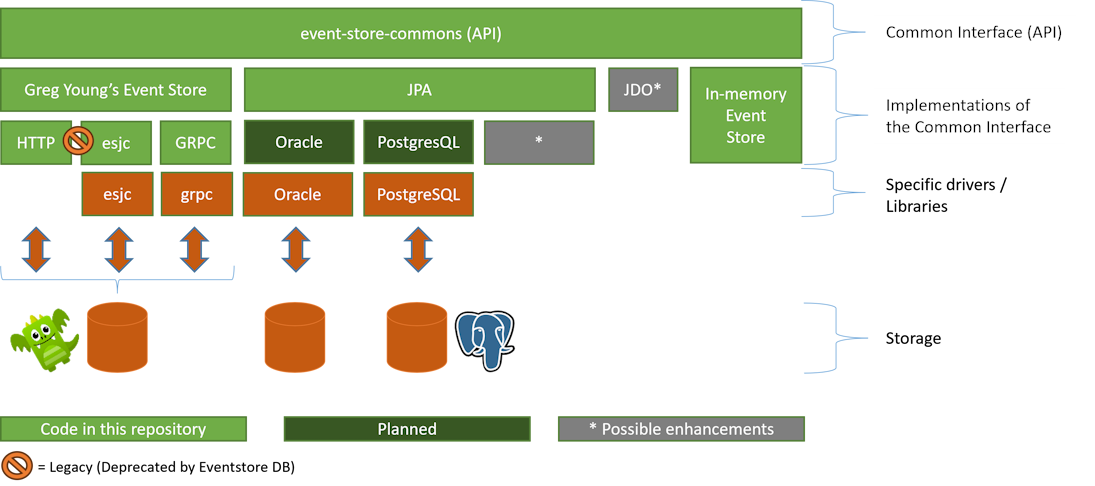 event-store-commons (API)
Common Interface (API)
Greg Young's Event Store
JPA
JDO*
In-memory
Event
Store
Implementations of
the Common Interface
HTTP
esjc
GRPC
Oracle
PostgresQL
*
esjc
grpc
Oracle
PostgreSQL
Specific drivers /
Libraries
Storage
Code in this repository
Planned
* Possible enhancements
= Legacy (Deprecated by Eventstore DB)